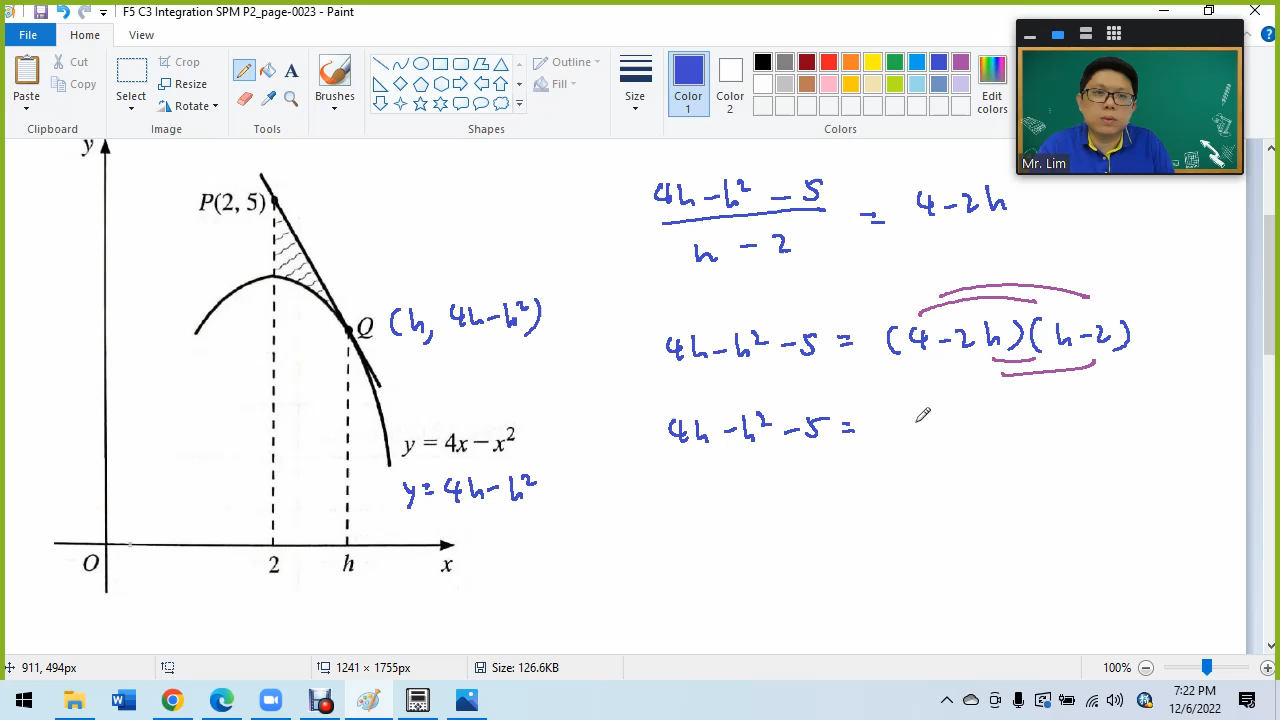 F5 C3 Integration SPM P2_page-0023 - Paint
File
Home
View
Paste
Cut
Copy
Clipboard
Select
Crop
Resize
Rotate
Image
Tools
Brushes
Shapes
Outline
Fill
Size
Color 1
Color 2
Edit colors
Colors
Mr. Lim
y
P(2, 5)
Q (h, 4h-h²)
y = 4x - x²
y = 4h - h²
O 2 h x
4h - h² - 5
h - 2
= 4 - 2h
4h - h² - 5 = (4 - 2h)(h - 2)
4h - h² - 5 =
911, 494px
1241 × 1755px
Size: 126.6KB
100%
7:22 PM
12/6/2022